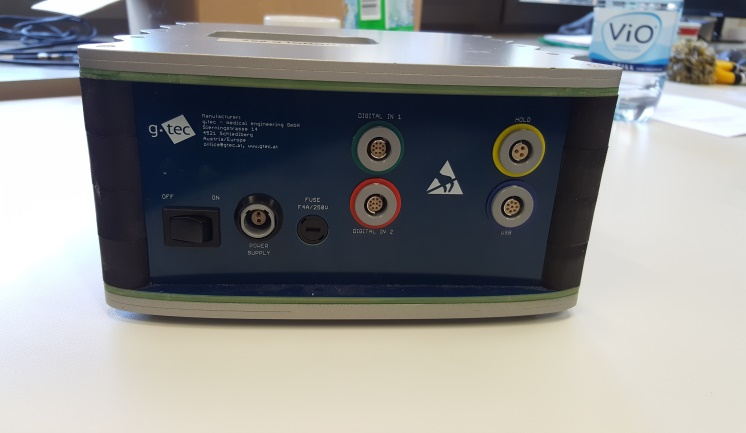 g.tec
Manufacturer:
g.tec - medical engineering GmbH
Sierningstrasse 14
4521 Schiedlberg
Austria/Europe
office@gtec.at, www.gtec.at
OFF
ON
POWER
SUPPLY
FUSE
F4A/250V
DIGITAL IN 1
DIGITAL IN 2
HOLD
USB
ViO